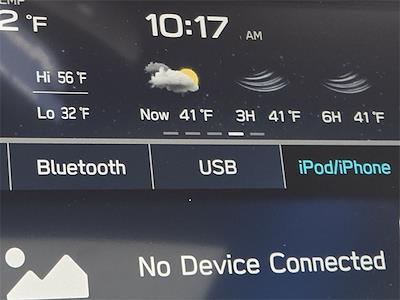 2°F 10:17 AM
Hi 56°F
Lo 32°F Now 41°F 3H 41°F 6H 41°F
Bluetooth USB iPod/iPhone
No Device Connected